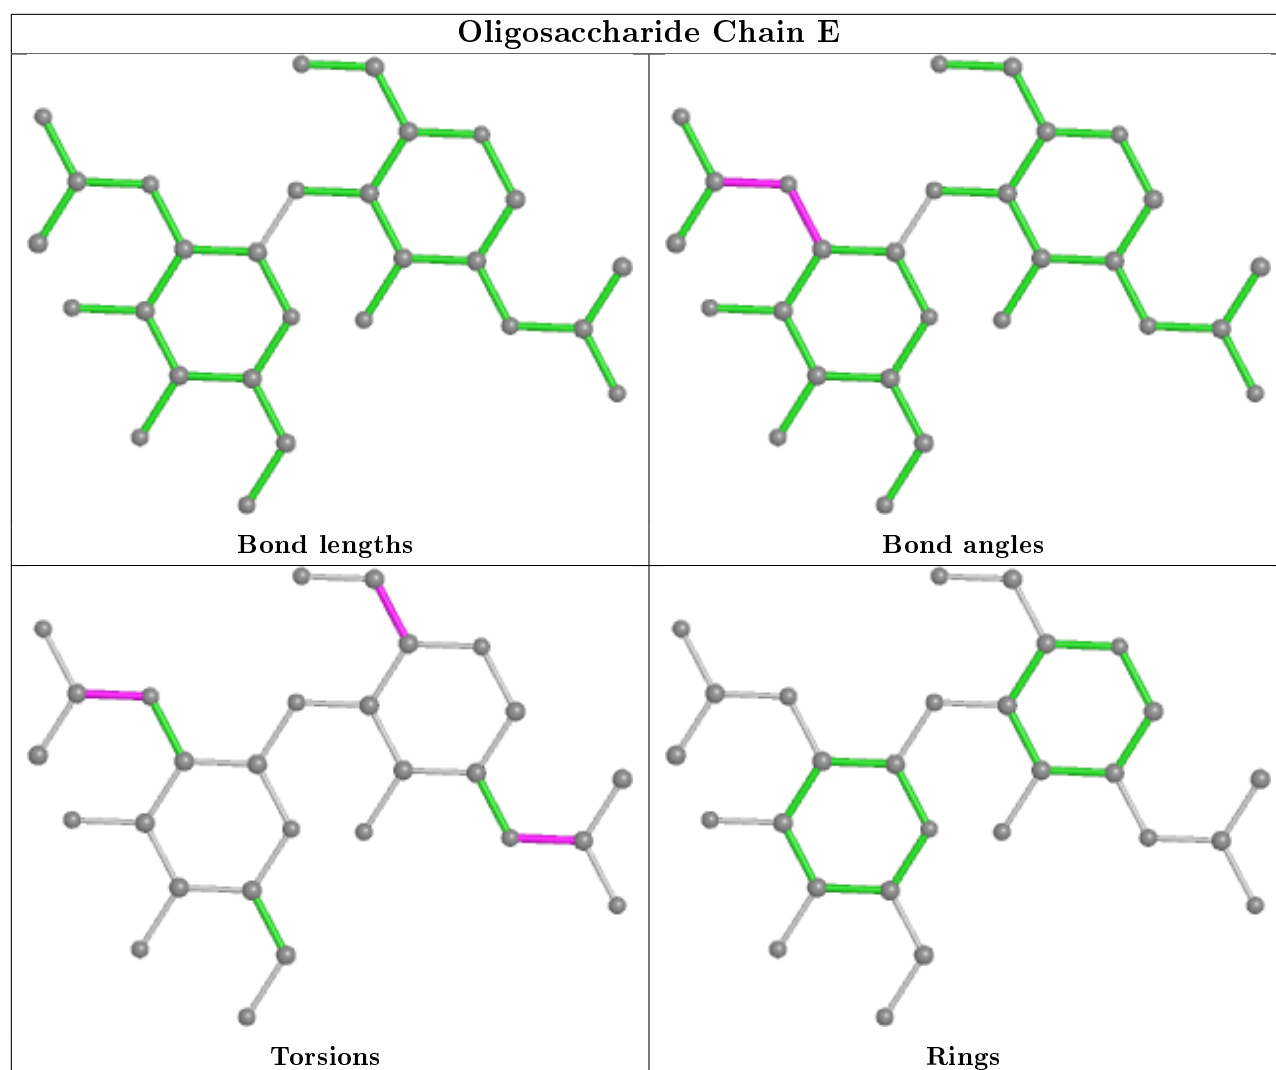 Oligosaccharide Chain E
Bond lengths
Bond angles
Torsions
Rings